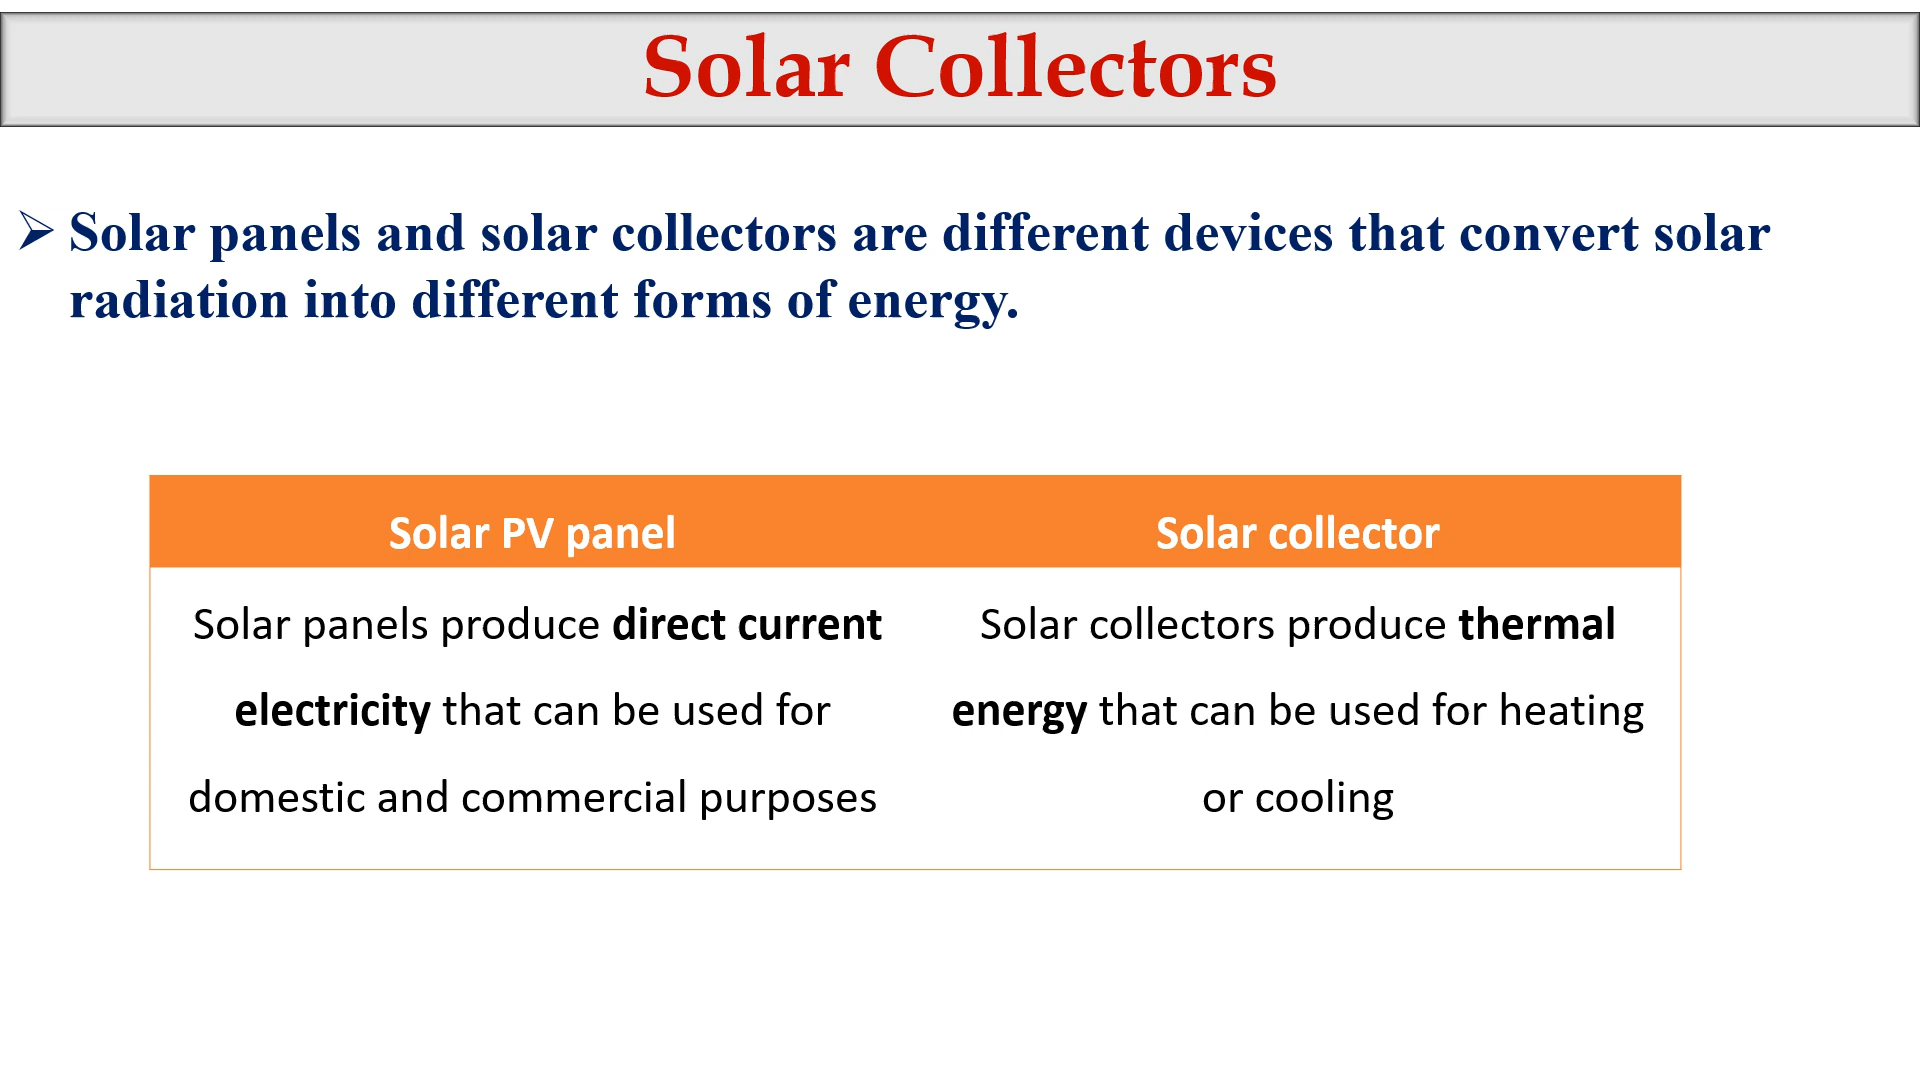 Solar Collectors
Solar panels and solar collectors are different devices that convert solar
radiation into different forms of energy.
Solar PV panel
Solar panels produce direct current
electricity that can be used for
domestic and commercial purposes
Solar collector
Solar collectors produce thermal
energy that can be used for heating
or cooling